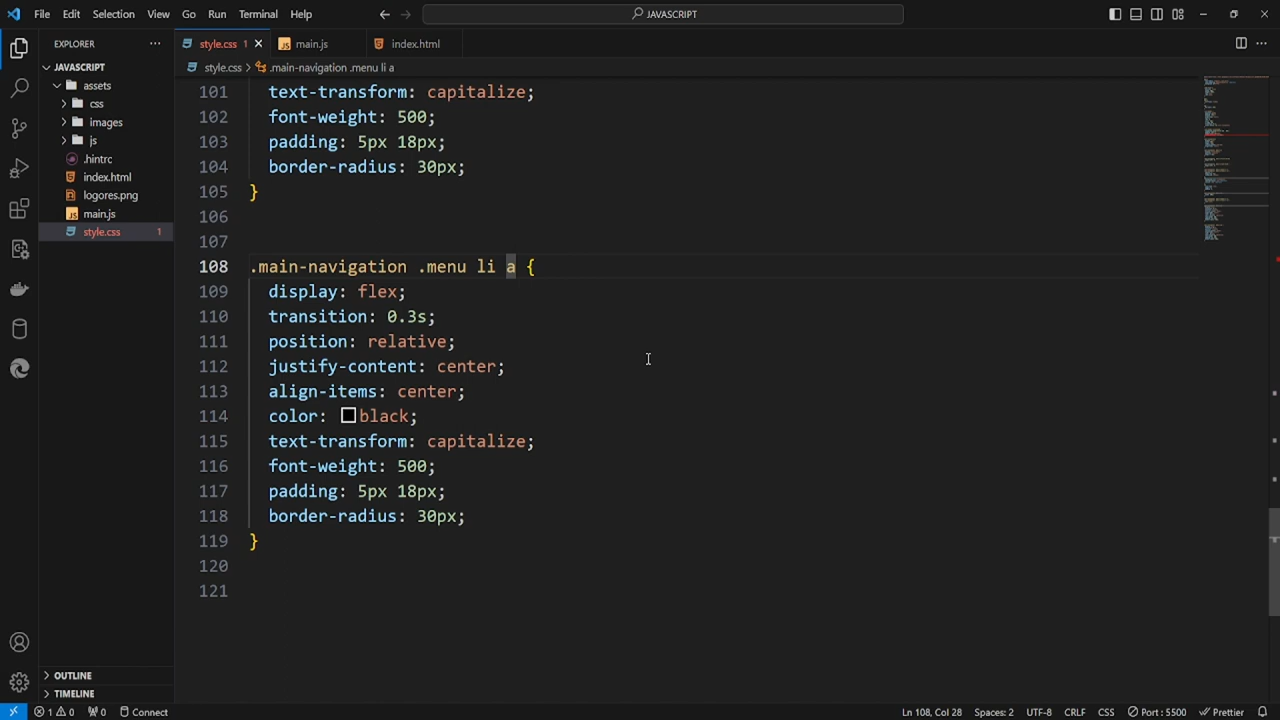 File Edit Selection View Go Run Terminal Help
JAVASCRIPT
EXPLORER
style.css 1
main.js
index.html
JAVASCRIPT
style.css > .main-navigation .menu li a
assets
css
images
js
.hintrc
index.html
logores.png
main.js
style.css 1
101 text-transform: capitalize;
102 font-weight: 500;
103 padding: 5px 18px;
104 border-radius: 30px;
105 }
106
107
108 .main-navigation .menu li a {
109 display: flex;
110 transition: 0.3s;
111 position: relative;
112 justify-content: center;
113 align-items: center;
114 color: black;
115 text-transform: capitalize;
116 font-weight: 500;
117 padding: 5px 18px;
118 border-radius: 30px;
119 }
120
121
OUTLINE
TIMELINE
1 0 0 Connect Ln 108, Col 28 Spaces: 2 UTF-8 CRLF CSS Port : 5500 Prettier